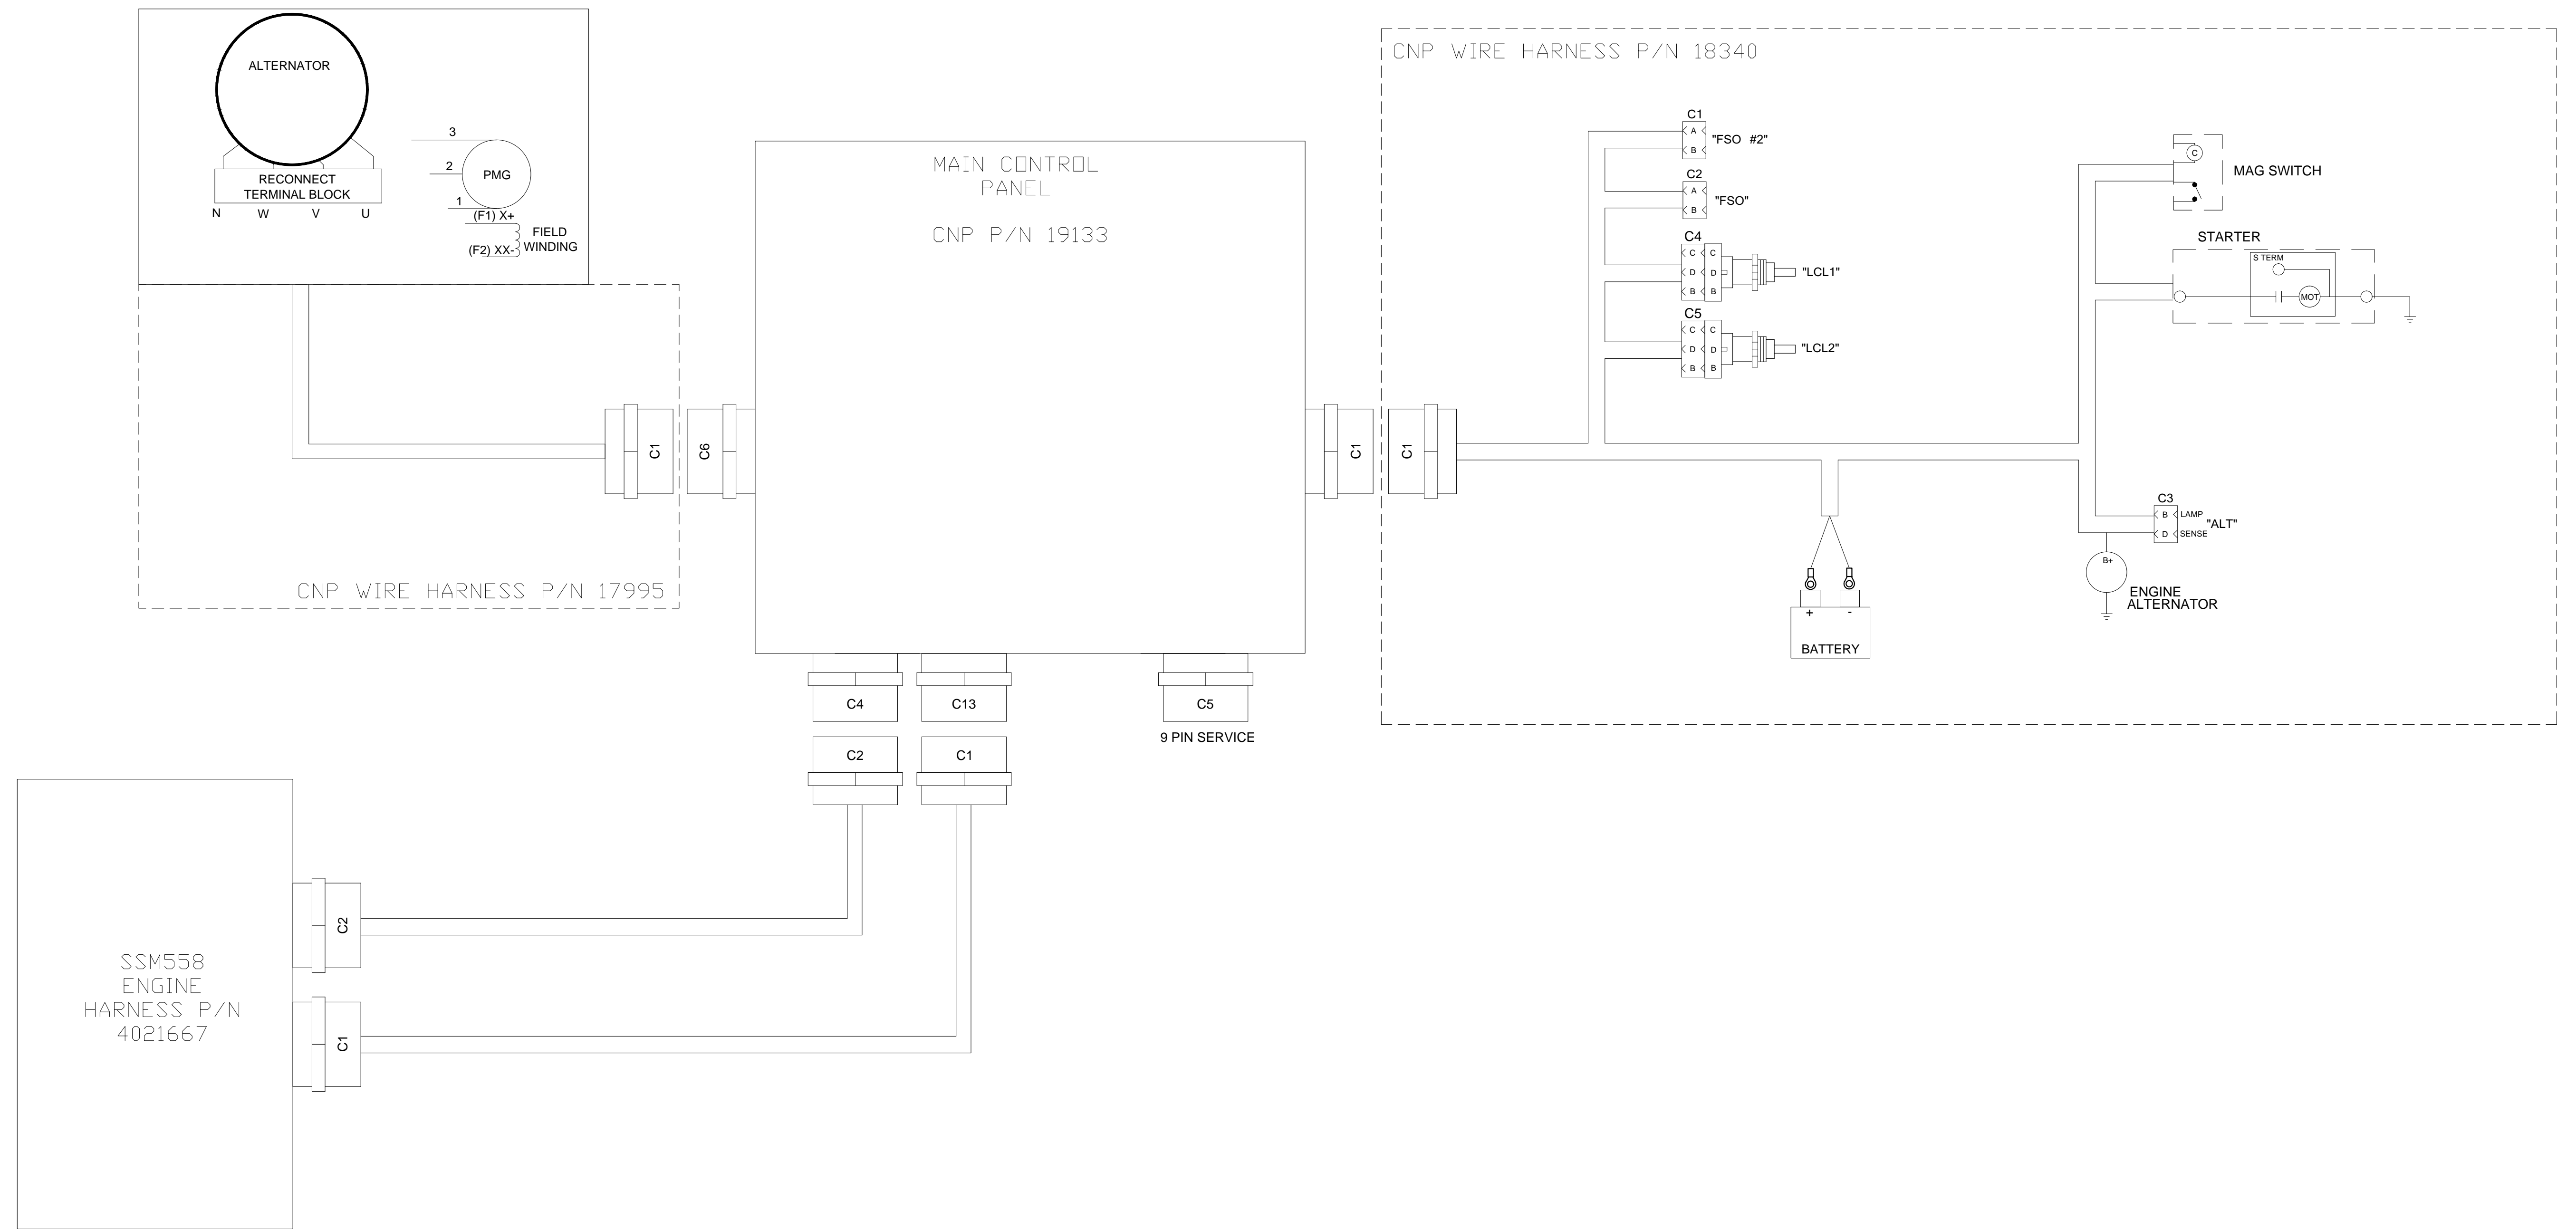 ALTERNATOR
RECONNECT
TERMINAL BLOCK
N W V U
3
2
1
PMG
(F1) X+
(F2) XX-
FIELD
WINDING
C1
CNP WIRE HARNESS P/N 17995
C6
MAIN CONTROL
PANEL
CNP P/N 19133
C1
C4
C13
C5
9 PIN SERVICE
C2
C1
SSM558
ENGINE
HARNESS P/N
4021667
C2
C1
CNP WIRE HARNESS P/N 18340
C1
C1
A
B
"FSO #2"
C2
A
B
"FSO"
C4
C C
D D
B B
"LCL1"
C5
C C
D D
B B
"LCL2"
+ -
BATTERY
C
MAG SWITCH
STARTER
S TERM
MOT
C3
B LAMP
D SENSE
"ALT"
B+
ENGINE
ALTERNATOR